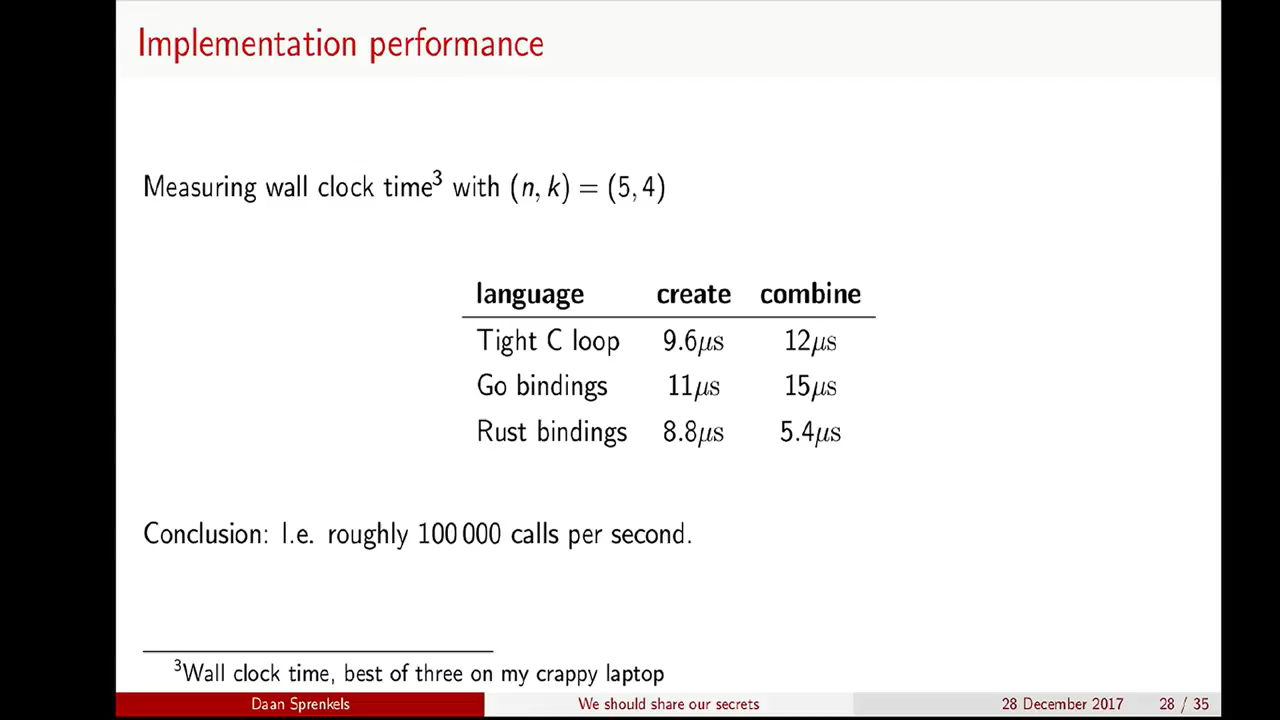 Implementation performance
Measuring wall clock time³ with (n, k) = (5, 4)
language create combine
Tight C loop 9.6μs 12μs
Go bindings 11μs 15μs
Rust bindings 8.8μs 5.4μs
Conclusion: I.e. roughly 100 000 calls per second.
³Wall clock time, best of three on my crappy laptop
Daan Sprenkels We should share our secrets 28 December 2017 28 / 35